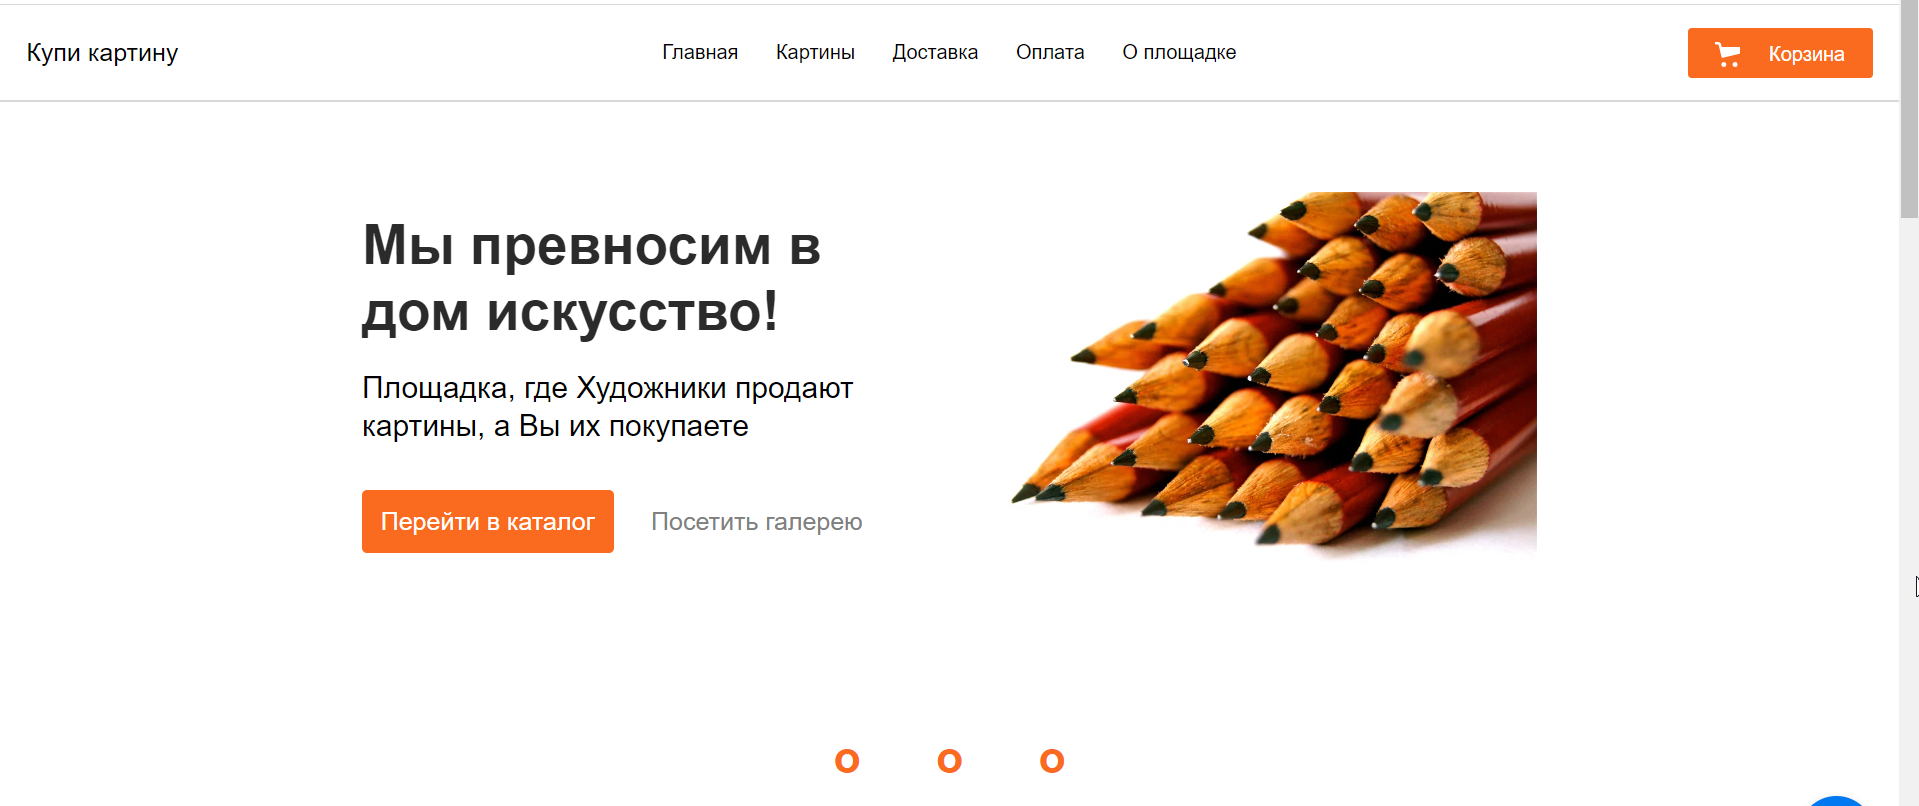 Купи картину
Главная Картины Доставка Оплата О площадке
Корзина
Мы превносим в
дом искусство!
Площадка, где Художники продают
картины, а Вы их покупаете
Перейти в каталог
Посетить галерею
о о о